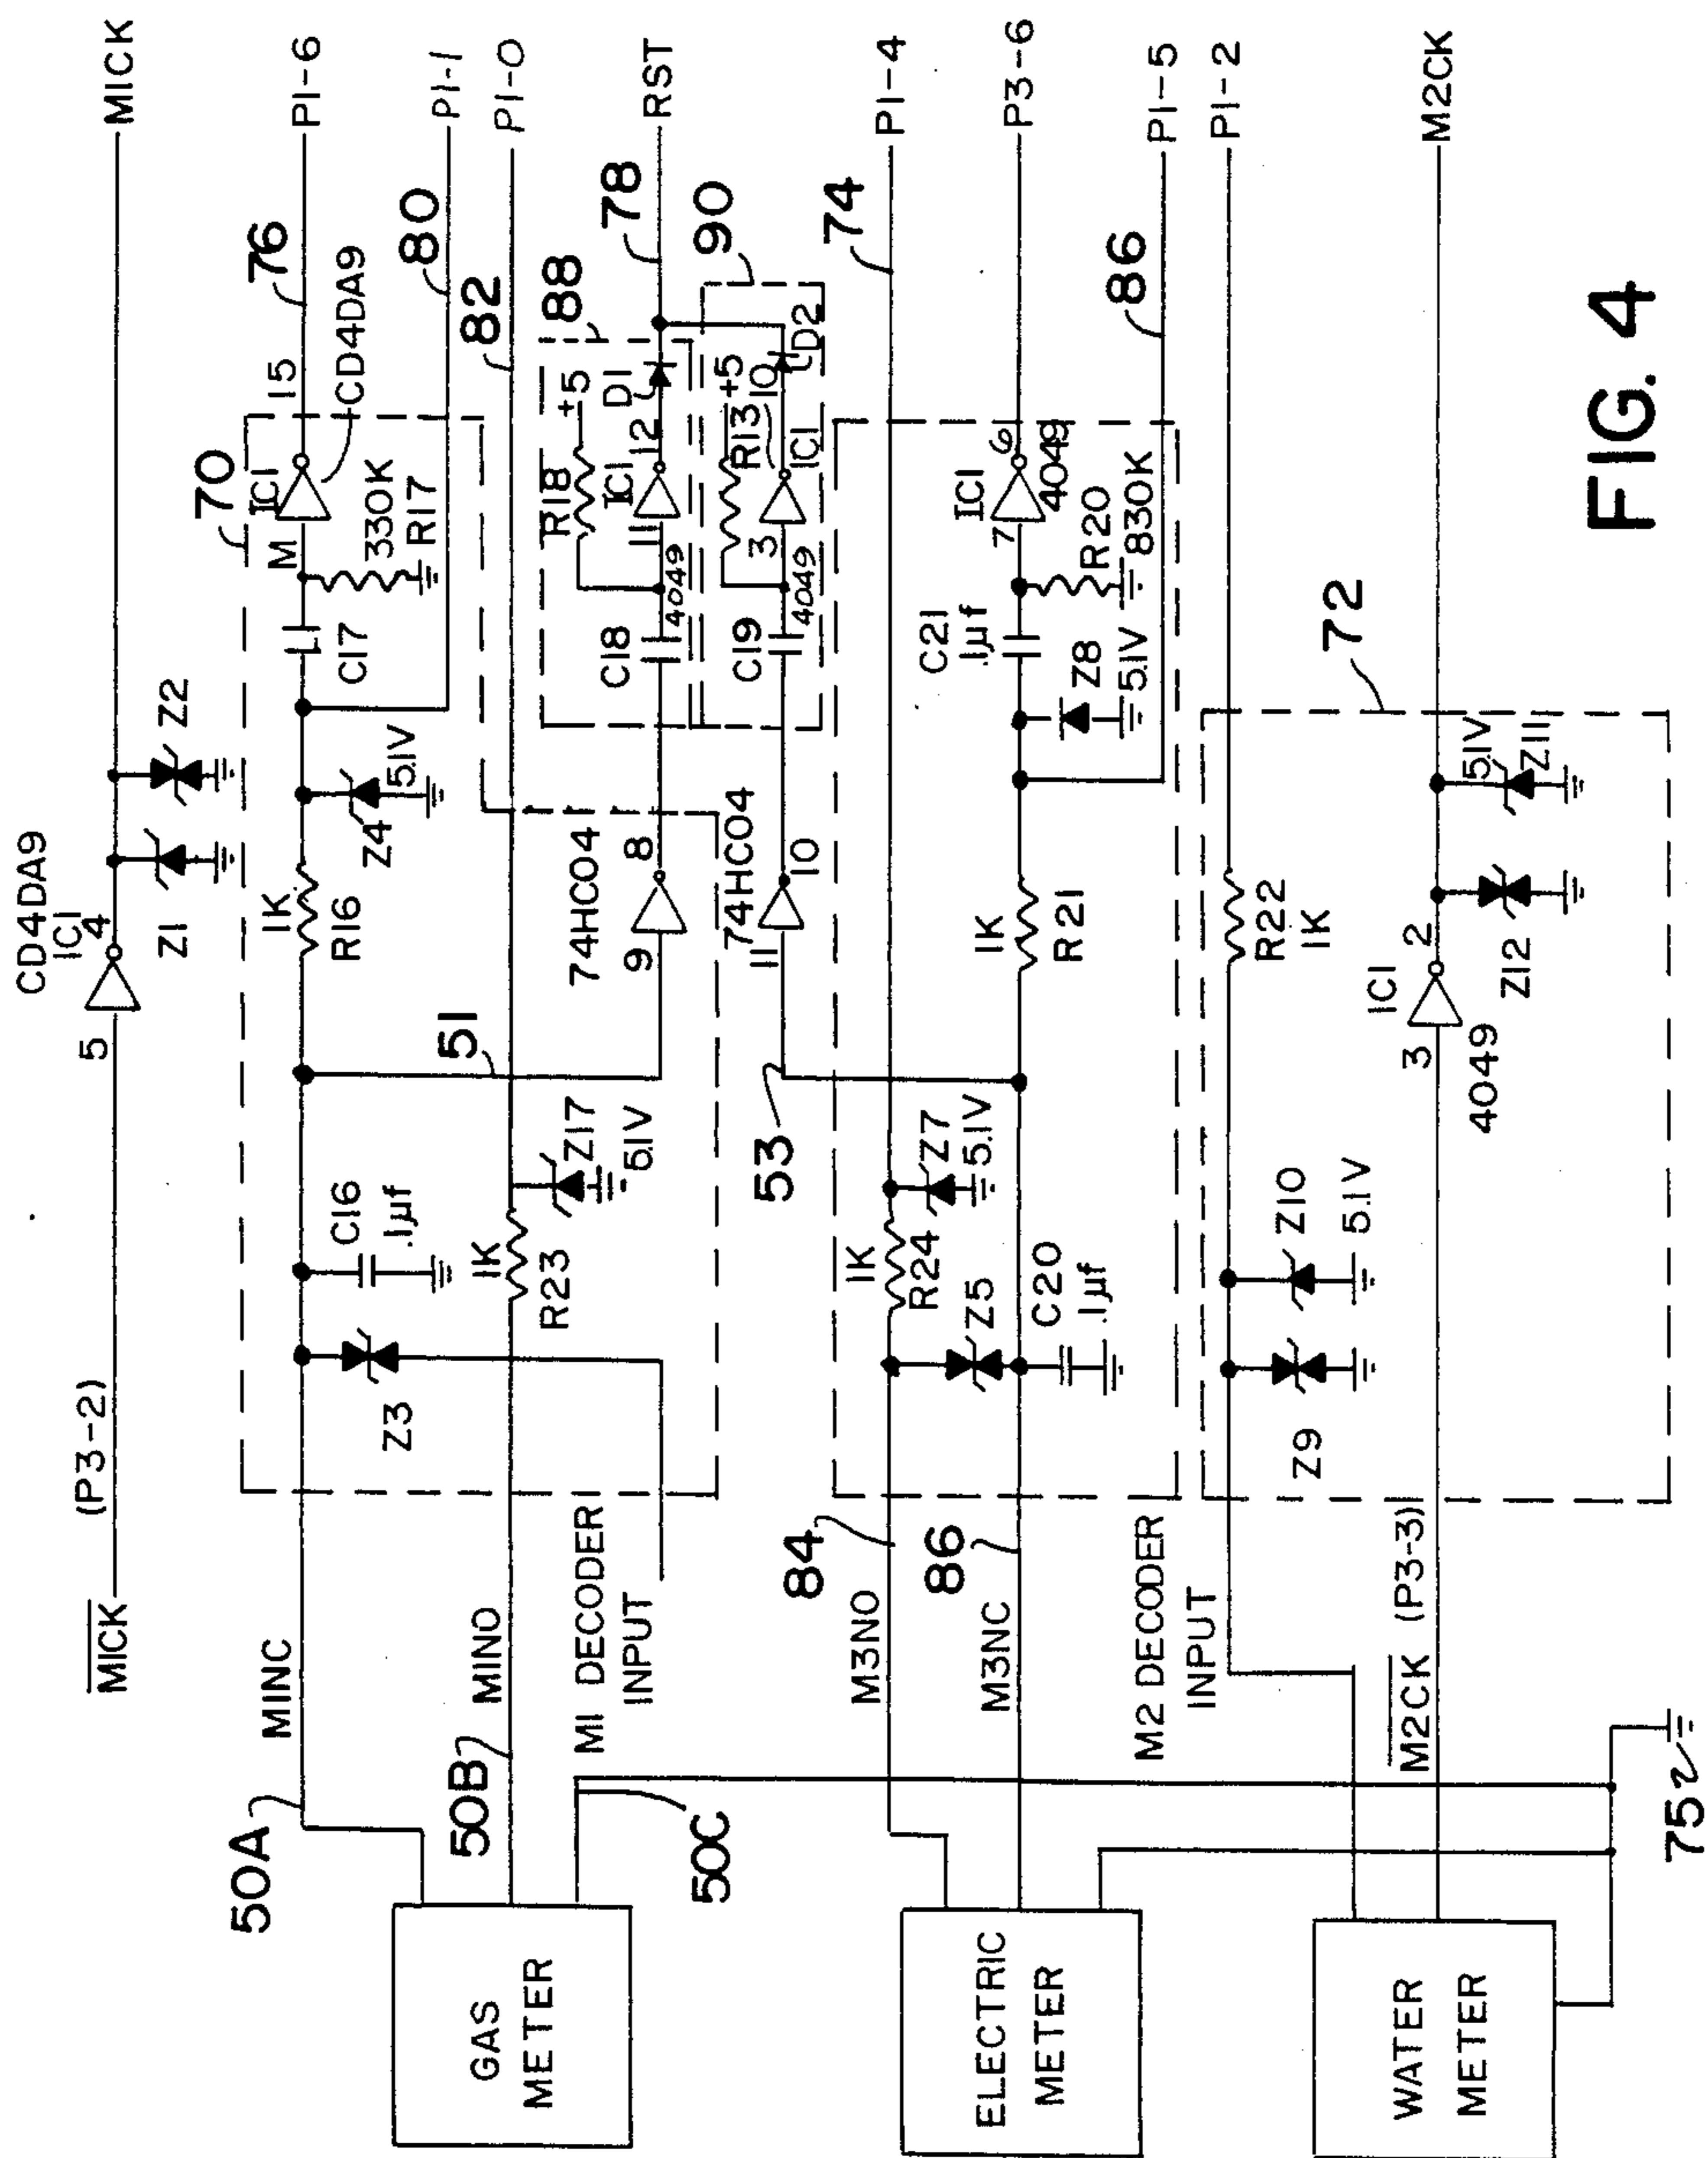 M̅I̅C̅K̅ (P3-2)
5
CD4DA9
IC1
4
Z1
Z2
MICK
50A
MINC
Z3
C16
.1µf
1K
R16
Z4
5.1V
C17
70
M
IC1
330K
R17
15
CD4DA9
76
P1-6
80
P1-1
50B
MINO
1K
R23
Z17
5.1V
51
82
P1-0
M1 DECODER
INPUT
50C
74HC04
9
8
C18
4049
R18
+5
11
IC1
12
D1
88
78
RST
53
74HC04
11
10
C19
4049
R13
+5
3
IC1
10
D2
90
GAS
METER
84
M3NO
1K
R24
Z7
5.1V
74
P1-4
Z5
86
M3NC
C20
.1µf
1K
R21
Z8
5.1V
C21
.1µf
7
IC1
6
4049
R20
830K
P3-6
86
P1-5
ELECTRIC
METER
M2 DECODER
INPUT
Z9
Z10
5.1V
R22
1K
72
P1-2
M̅2̅C̅K̅ (P3-3)
3
IC1
2
4049
Z12
5.1V
Z11
M2CK
WATER
METER
75
FIG. 4